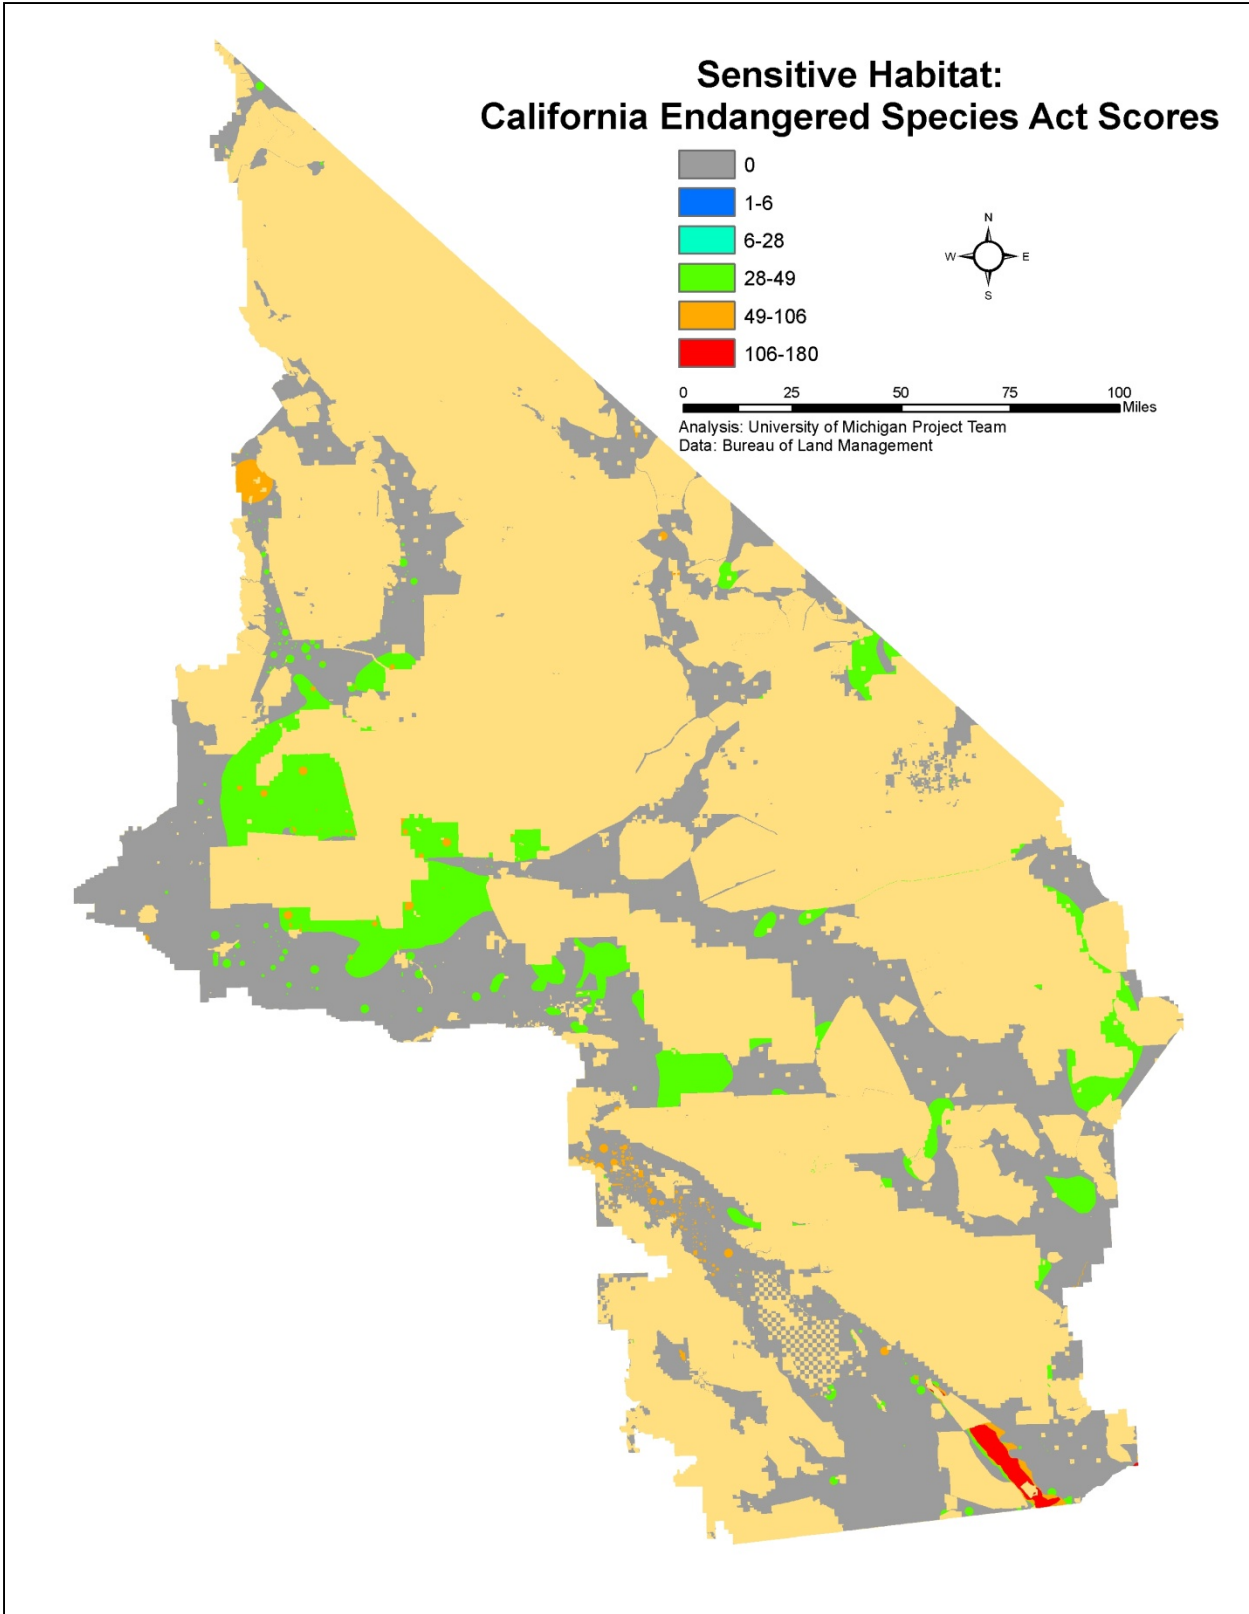 Sensitive Habitat:
California Endangered Species Act Scores
0
1-6
6-28
28-49
49-106
106-180
N
W E
S
0 25 50 75 100
Miles
Analysis: University of Michigan Project Team
Data: Bureau of Land Management